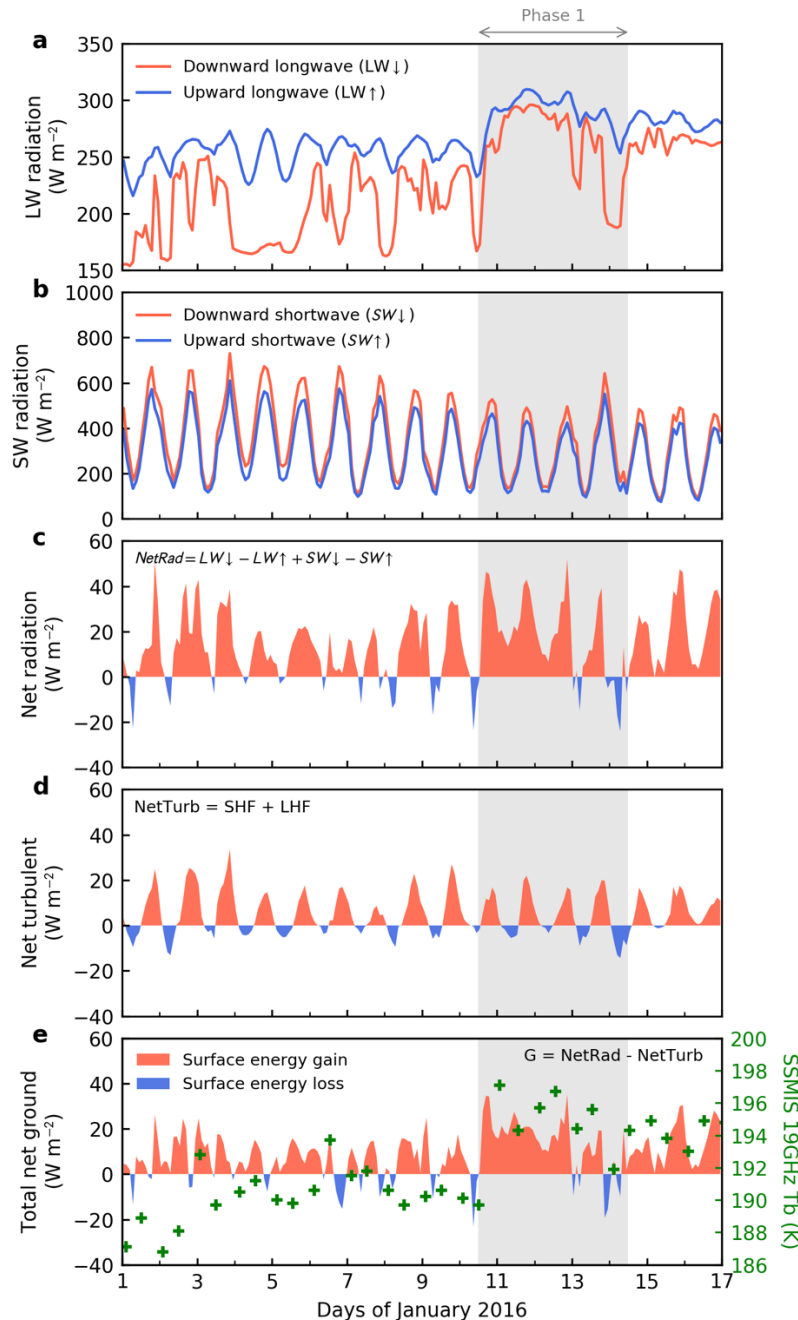 Phase 1
a
350
300
250
200
150
LW radiation
(W m⁻²)
Downward longwave (LW↓)
Upward longwave (LW↑)
b
1000
800
600
400
200
0
SW radiation
(W m⁻²)
Downward shortwave (SW↓)
Upward shortwave (SW↑)
c
60
40
20
0
−20
−40
Net radiation
(W m⁻²)
NetRad = LW↓ − LW↑ + SW↓ − SW↑
d
60
40
20
0
−20
−40
Net turbulent
(W m⁻²)
NetTurb = SHF + LHF
e
60
40
20
0
−20
−40
Total net ground
(W m⁻²)
Surface energy gain
Surface energy loss
G = NetRad - NetTurb
200
198
196
194
192
190
188
186
SSMIS 19GHz Tb (K)
1 3 5 7 9 11 13 15 17
Days of January 2016